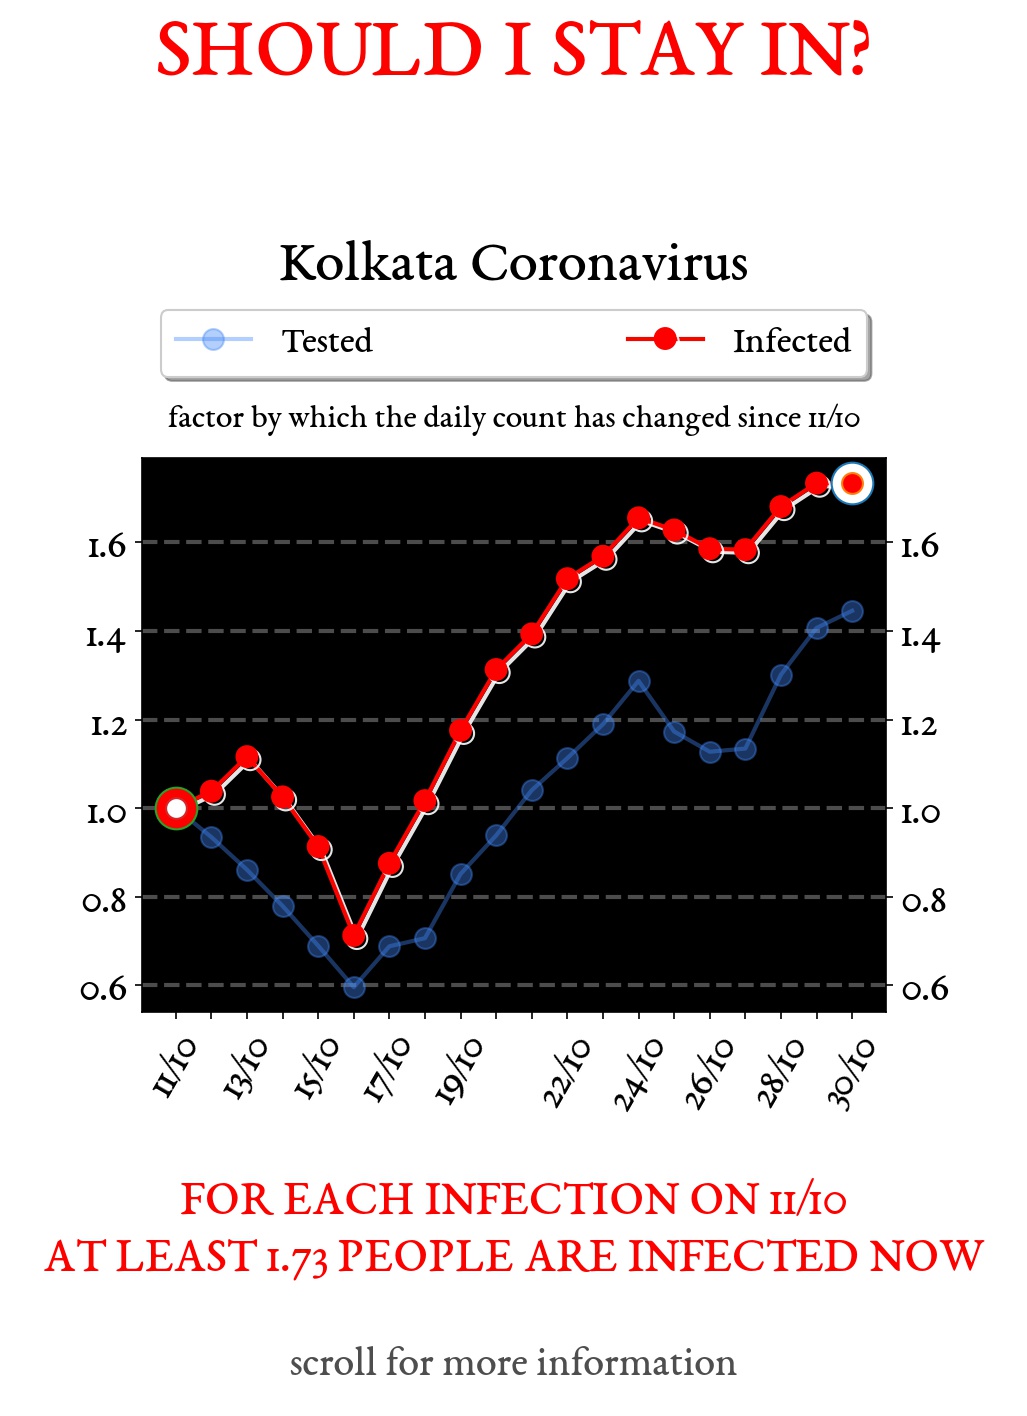 SHOULD I STAY IN?
Kolkata Coronavirus
Tested Infected
factor by which the daily count has changed since 11/10
1.6 1.6
1.4 1.4
1.2 1.2
1.0 1.0
0.8 0.8
0.6 0.6
11/10 13/10 15/10 17/10 19/10 22/10 24/10 26/10 28/10 30/10
FOR EACH INFECTION ON 11/10
AT LEAST 1.73 PEOPLE ARE INFECTED NOW
scroll for more information